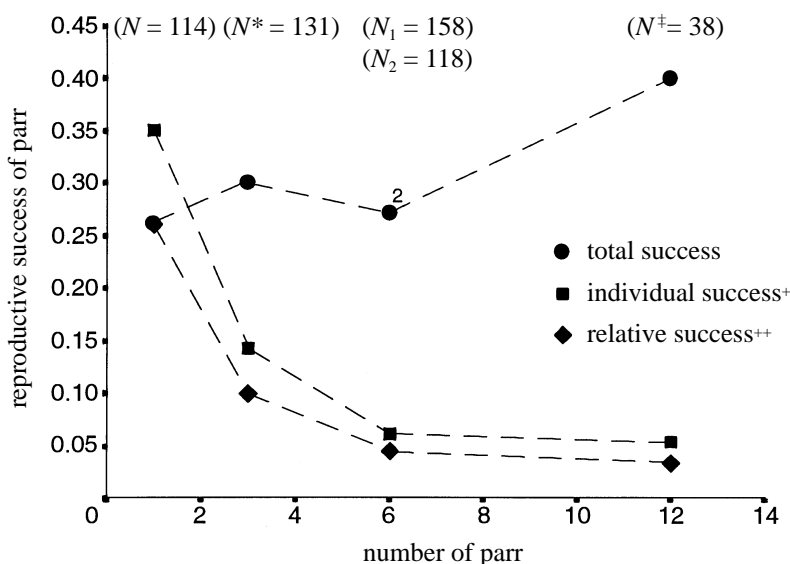 0.45 (N = 114) (N* = 131) (N₁ = 158) (N‡ = 38)
(N₂ = 118)
0.40
0.35
0.30
0.25
0.20
0.15
0.10
0.05
2
reproductive success of parr
total success
individual success+
relative success++
0 2 4 6 8 10 12 14
number of parr